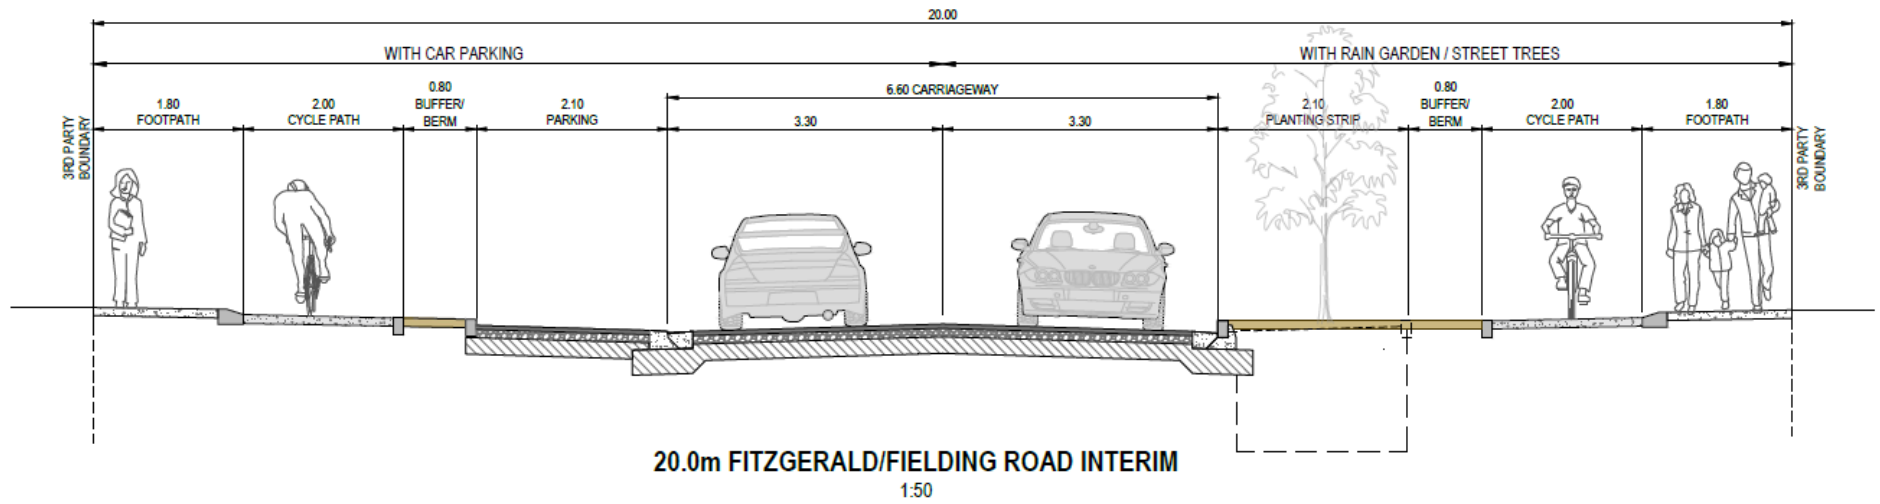 20.00
WITH CAR PARKING
WITH RAIN GARDEN / STREET TREES
6.60 CARRIAGEWAY
3RD PARTY
BOUNDARY
1.80
FOOTPATH
2.00
CYCLE PATH
0.80
BUFFER/
BERM
2.10
PARKING
3.30
3.30
2.10
PLANTING STRIP
0.80
BUFFER/
BERM
2.00
CYCLE PATH
1.80
FOOTPATH
3RD PARTY
BOUNDARY
20.0m FITZGERALD/FIELDING ROAD INTERIM
1:50